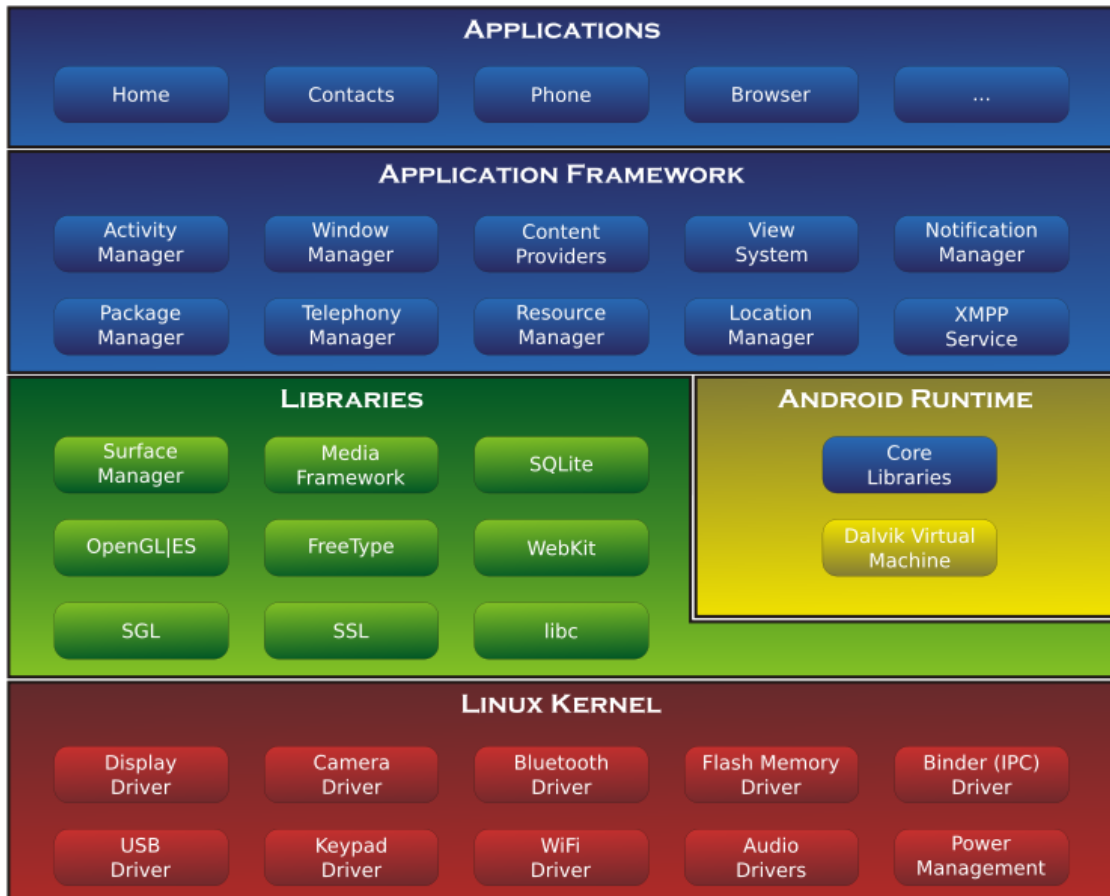 APPLICATIONS
Home
Contacts
Phone
Browser
...
APPLICATION FRAMEWORK
Activity
Manager
Window
Manager
Content
Providers
View
System
Notification
Manager
Package
Manager
Telephony
Manager
Resource
Manager
Location
Manager
XMPP
Service
LIBRARIES
Surface
Manager
Media
Framework
SQLite
OpenGL|ES
FreeType
WebKit
SGL
SSL
libc
ANDROID RUNTIME
Core
Libraries
Dalvik Virtual
Machine
LINUX KERNEL
Display
Driver
Camera
Driver
Bluetooth
Driver
Flash Memory
Driver
Binder (IPC)
Driver
USB
Driver
Keypad
Driver
WiFi
Driver
Audio
Drivers
Power
Management